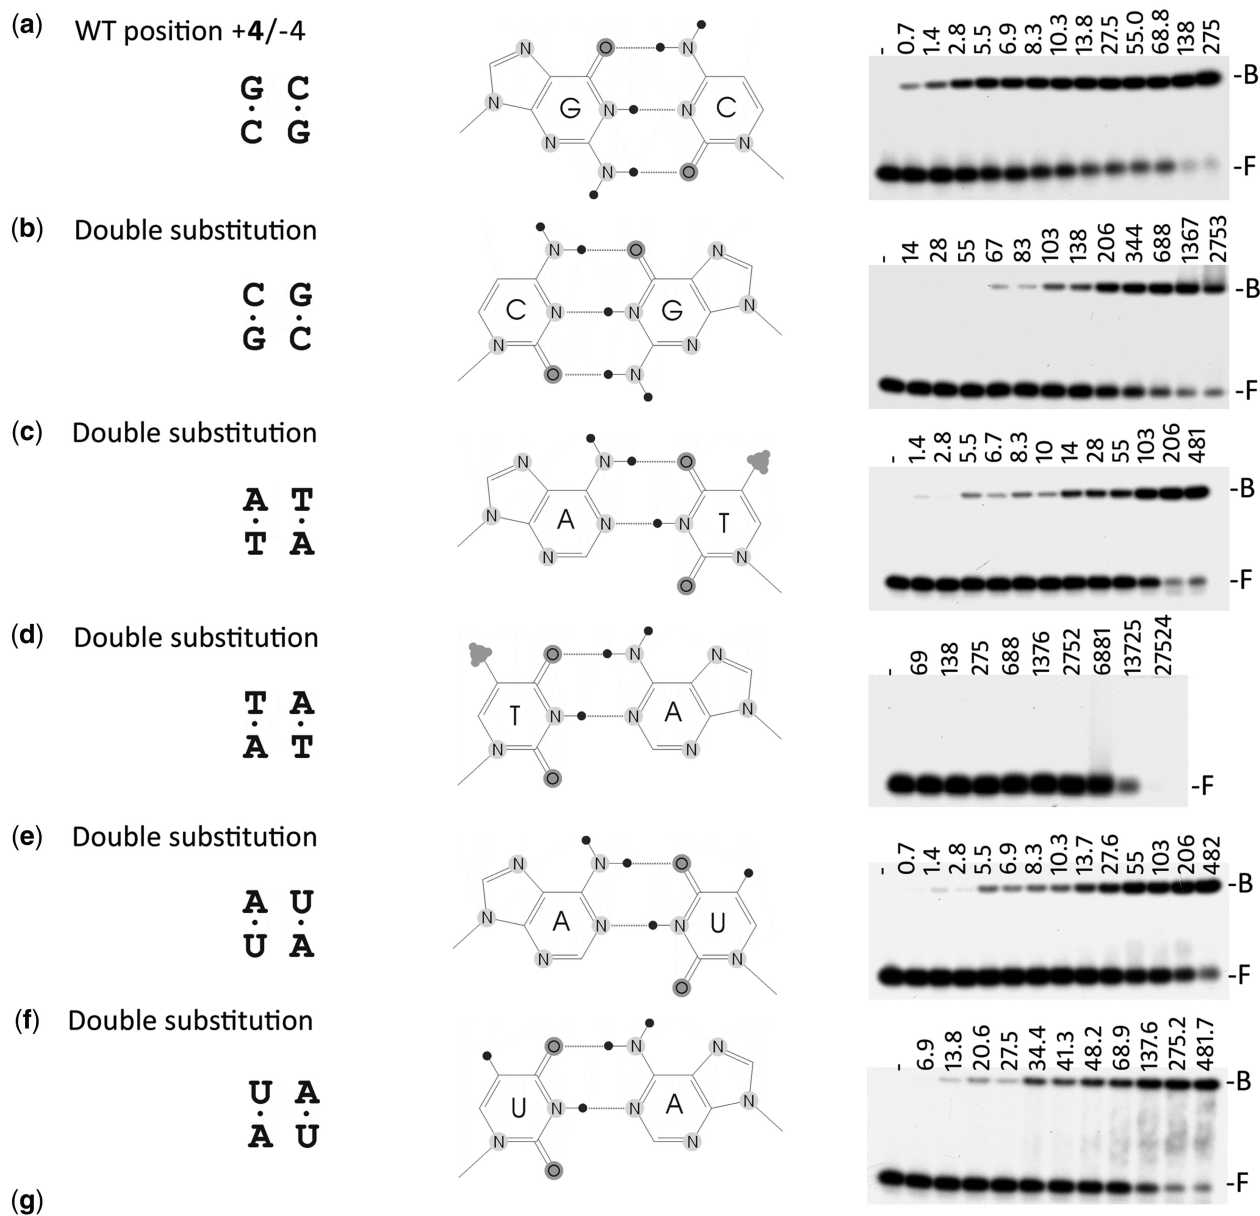 (a) WT position +4/-4
G C
C G
O N
N G N N C
N N N
N O
- 0.7 1.4 2.8 5.5 6.9 8.3 10.3 13.8 27.5 55.0 68.8 138 275
-B
-F
(b) Double substitution
C G
G C
N O N
C N N G N
N N
O N
- 14 28 55 67 83 103 138 206 344 688 1367 2753
-B
-F
(c) Double substitution
A T
T A
N N O
N A N N T
N N
O
- 1.4 2.8 5.5 6.7 8.3 10 14 28 55 103 206 481
-B
-F
(d) Double substitution
T A
A T
O N N
T N N A N
N N
O
- 69 138 275 688 1376 2752 6881 13725 27524
-F
(e) Double substitution
A U
U A
N N O
N A N N U
N N
O
- 0.7 1.4 2.8 5.5 6.9 8.3 10.3 13.7 27.6 55 103 206 482
-B
-F
(f) Double substitution
U A
A U
O N N
U N N A N
N N
O
- 6.9 13.8 20.6 27.5 34.4 41.3 48.2 68.9 137.6 275.2 481.7
-B
-F
(g)